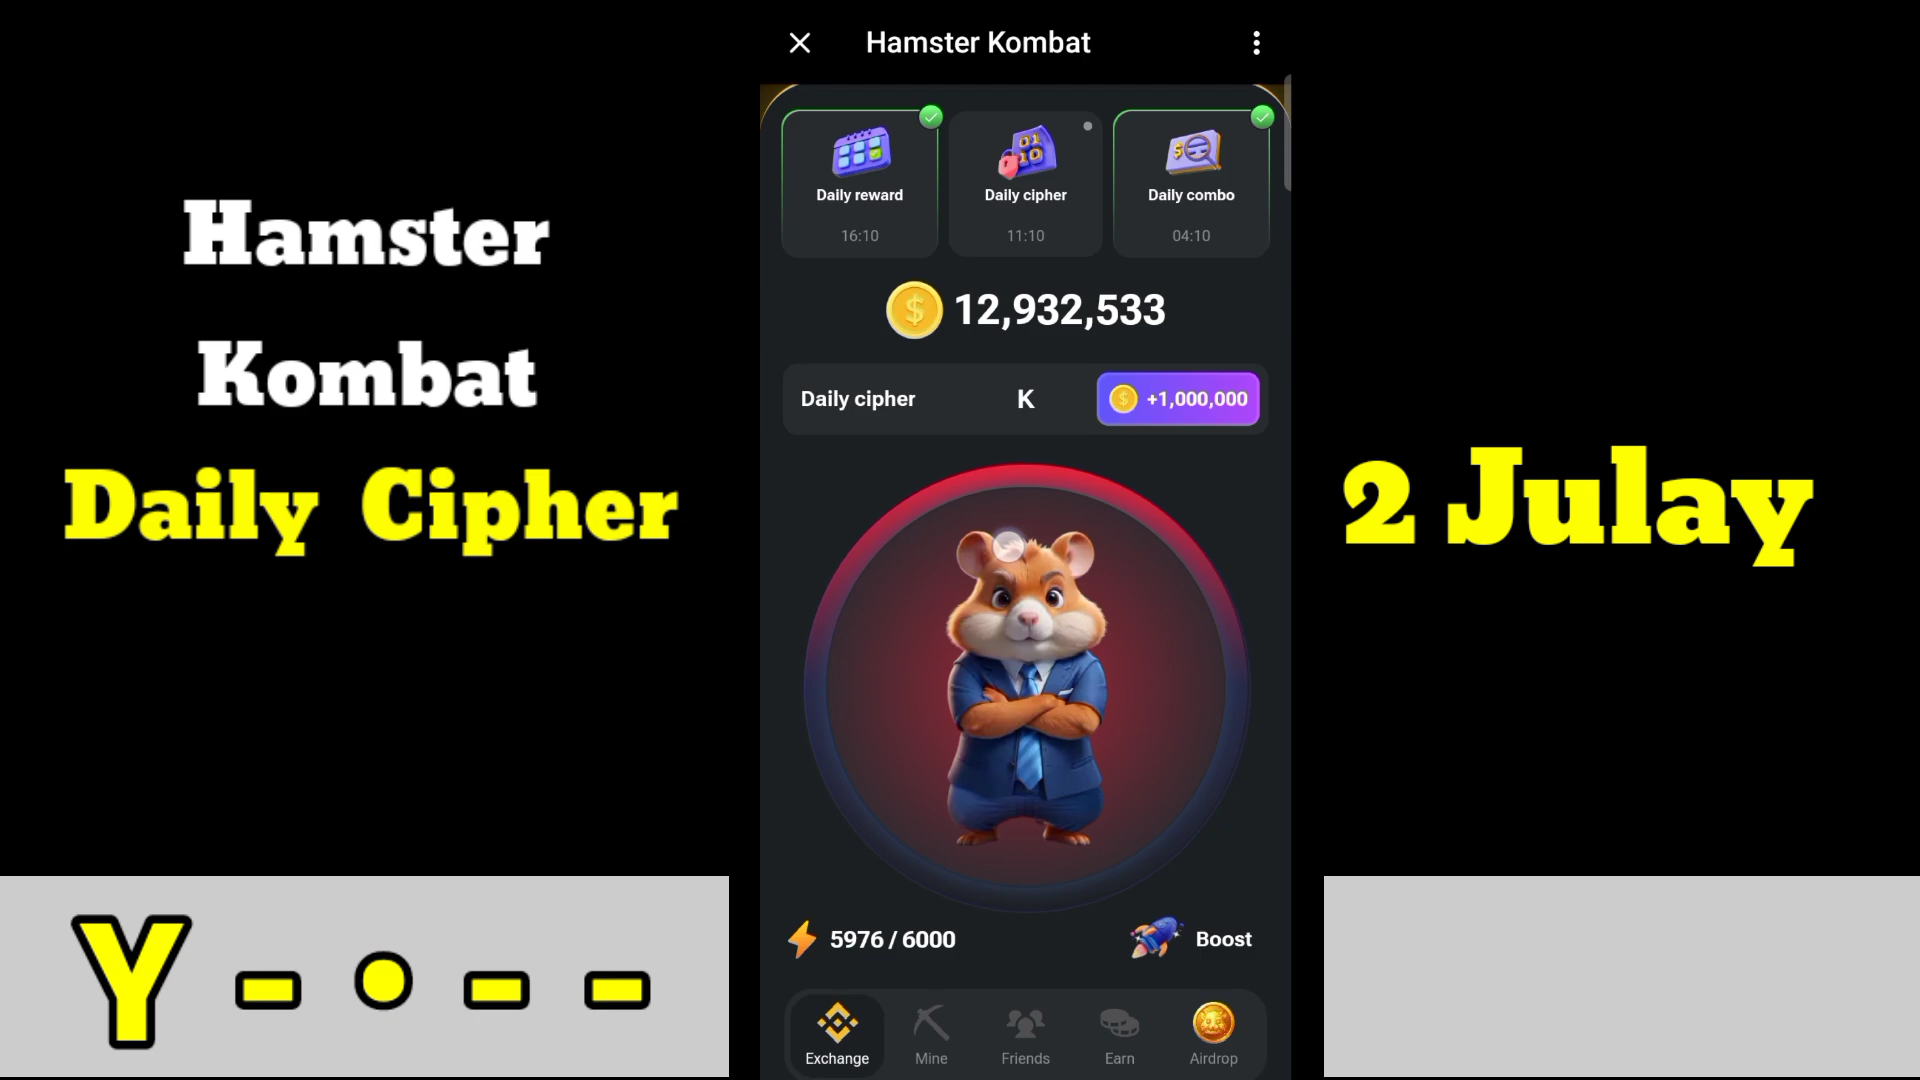 Hamster Kombat
Daily reward
16:10
Daily cipher
11:10
Daily combo
04:10
12,932,533
Daily cipher K +1,000,000
Hamster
Kombat
Daily Cipher
2 Julay
5976 / 6000
Boost
Y - • - -
Exchange
Mine
Friends
Earn
Airdrop